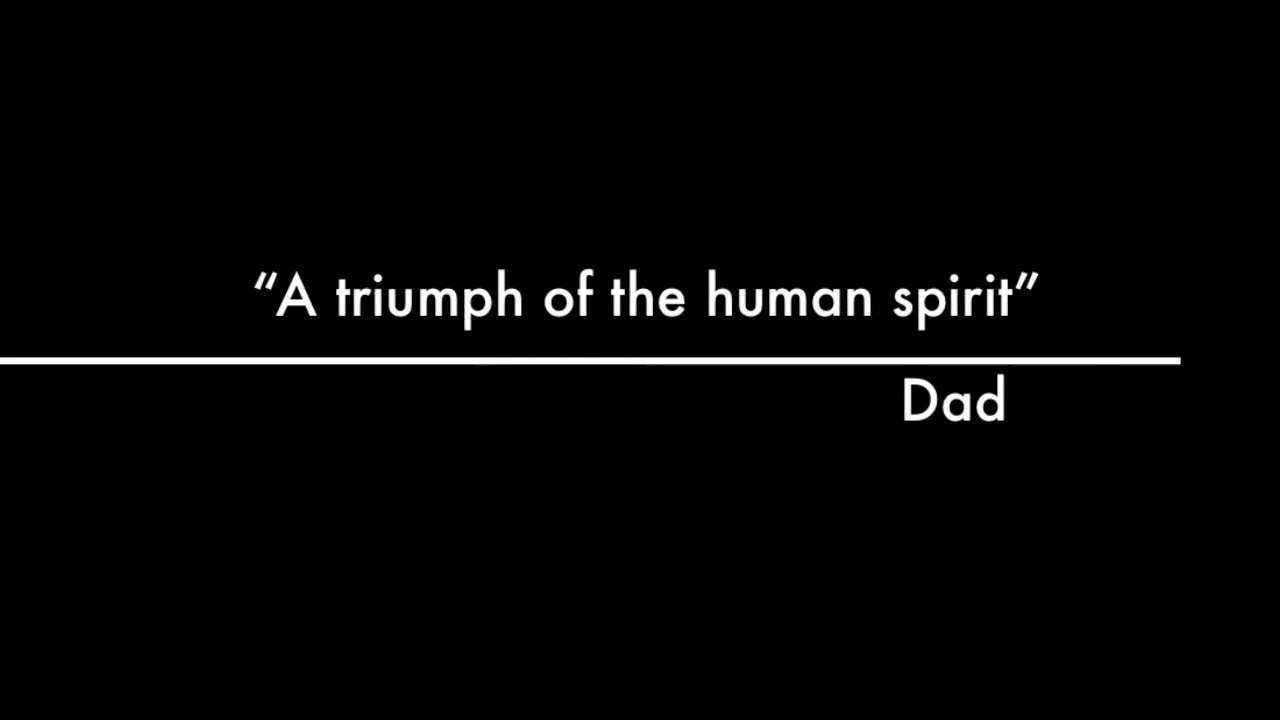 “A triumph of the human spirit”
Dad